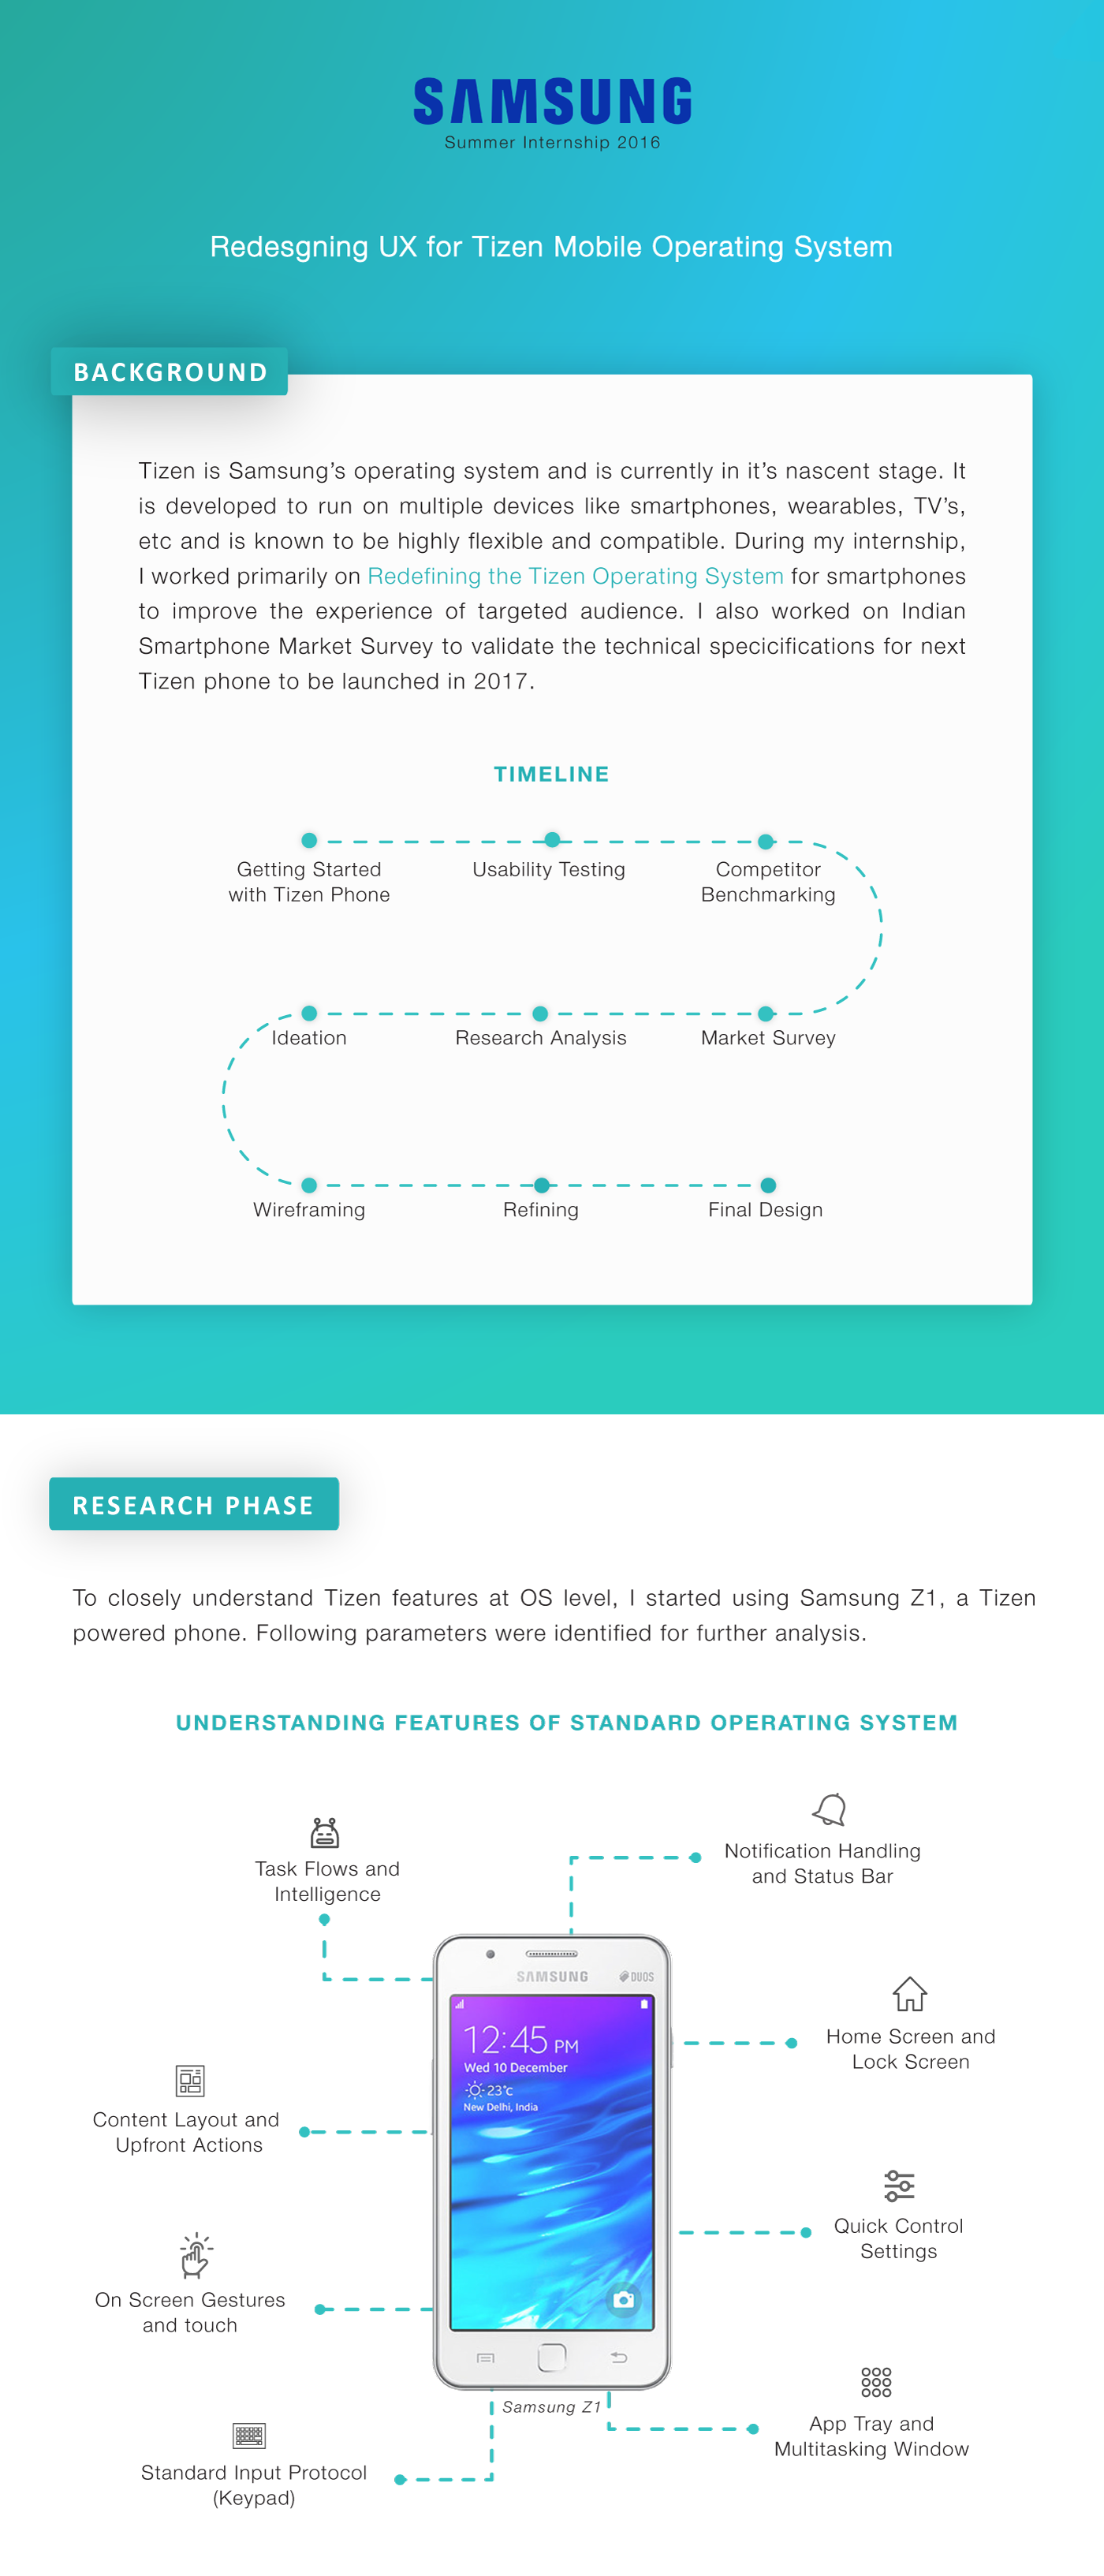 SAMSUNG
Summer Internship 2016
Redesgning UX for Tizen Mobile Operating System
BACKGROUND
Tizen is Samsung’s operating system and is currently in it’s nascent stage. It
is developed to run on multiple devices like smartphones, wearables, TV’s,
etc and is known to be highly flexible and compatible. During my internship,
I worked primarily on Redefining the Tizen Operating System for smartphones
to improve the experience of targeted audience. I also worked on Indian
Smartphone Market Survey to validate the technical specicifications for next
Tizen phone to be launched in 2017.
TIMELINE
Getting Started
with Tizen Phone
Usability Testing
Competitor
Benchmarking
Ideation
Research Analysis
Market Survey
Wireframing
Refining
Final Design
RESEARCH PHASE
To closely understand Tizen features at OS level, I started using Samsung Z1, a Tizen
powered phone. Following parameters were identified for further analysis.
UNDERSTANDING FEATURES OF STANDARD OPERATING SYSTEM
Task Flows and
Intelligence
Notification Handling
and Status Bar
SAMSUNG
DUOS
12:45 PM
Wed 10 December
23°c
New Delhi, India
Home Screen and
Lock Screen
Content Layout and
Upfront Actions
Quick Control
Settings
On Screen Gestures
and touch
Samsung Z1
App Tray and
Multitasking Window
Standard Input Protocol
(Keypad)